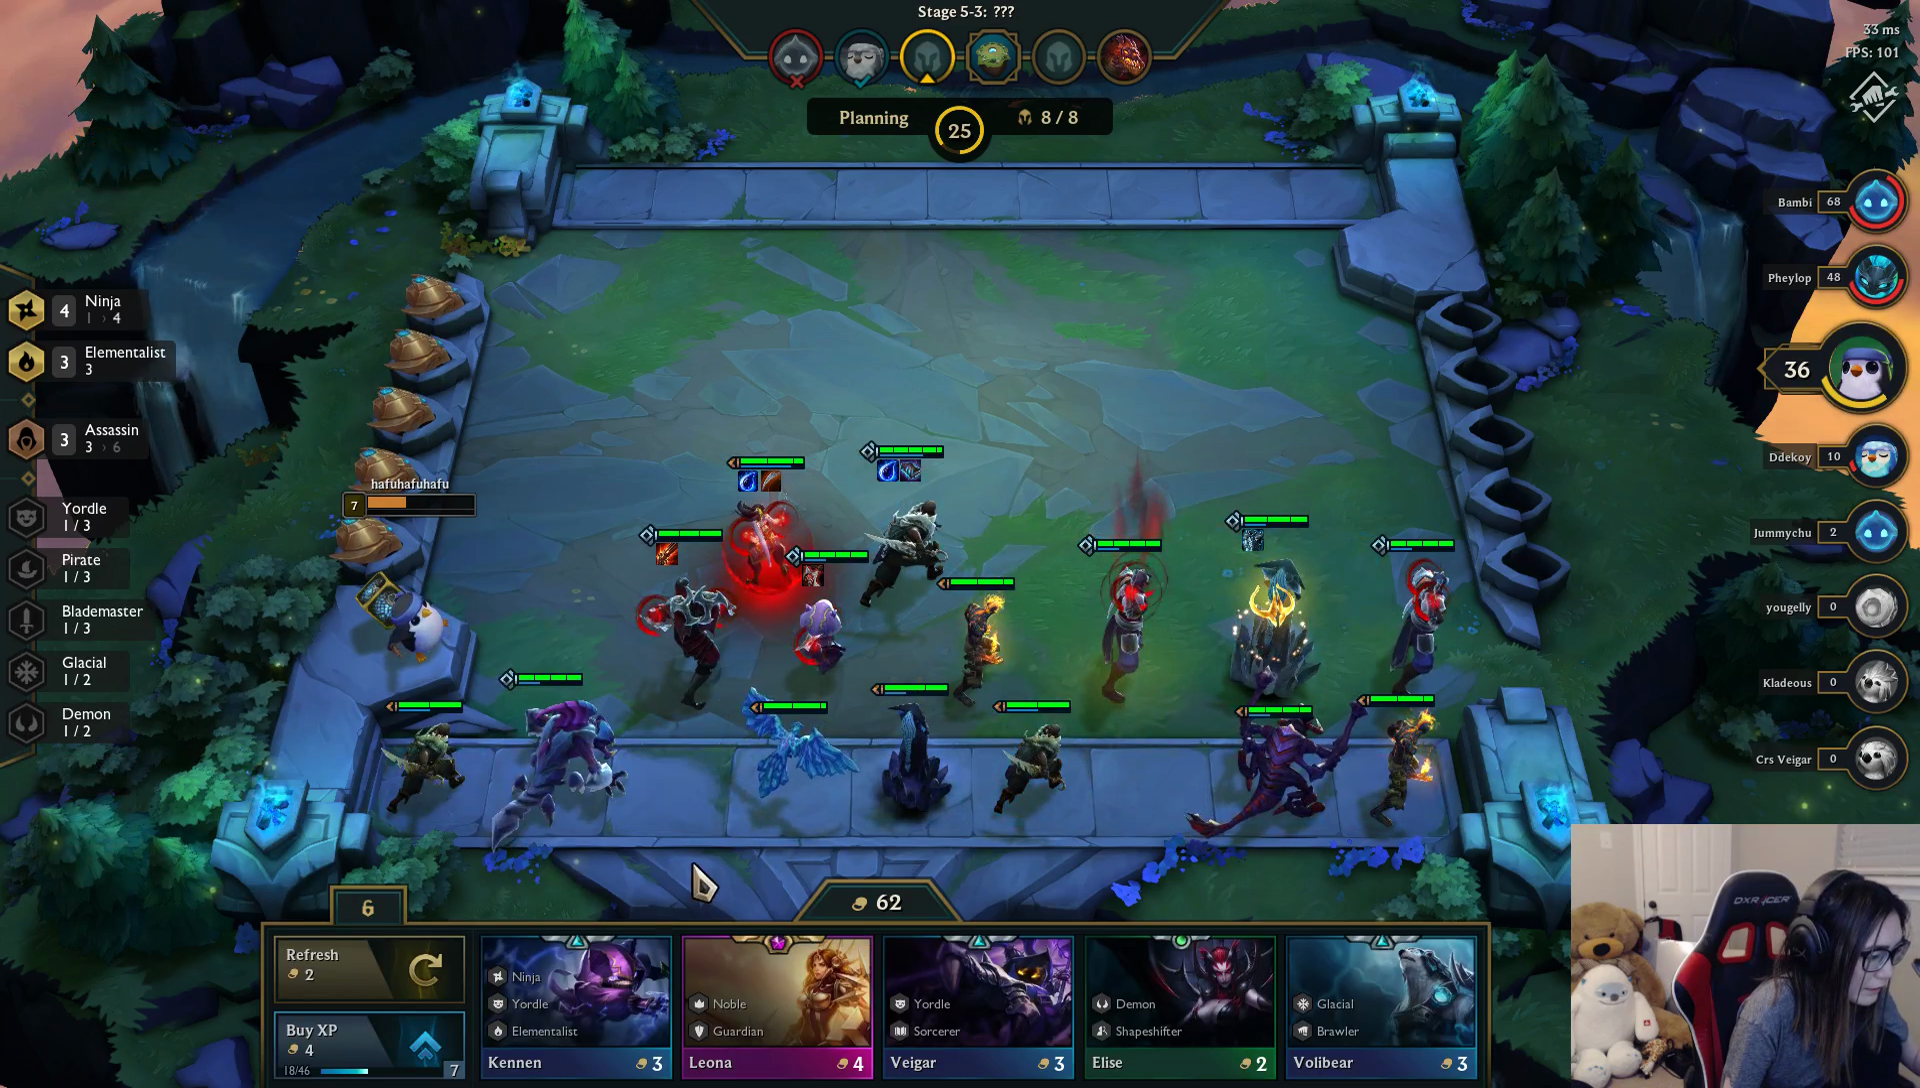 Stage 5-3: ???
33 ms
FPS: 101
Planning
25
8 / 8
Bambi 68
Pheylop 48
36
Ddekoy 10
Jummychu 2
yougelly 0
Kladeous 0
Crs Veigar 0
4 Ninja
1 › 4
3 Elementalist
3
3 Assassin
3 › 6
Yordle
1 / 3
Pirate
1 / 3
Blademaster
1 / 3
Glacial
1 / 2
Demon
1 / 2
hafuhafuhafu
7
6
62
Refresh
2
Buy XP
4
18/46
7
Ninja
Yordle
Elementalist
Kennen 3
Noble
Guardian
Leona 4
Yordle
Sorcerer
Veigar 3
Demon
Shapeshifter
Elise 2
Glacial
Brawler
Volibear 3
DXRACER